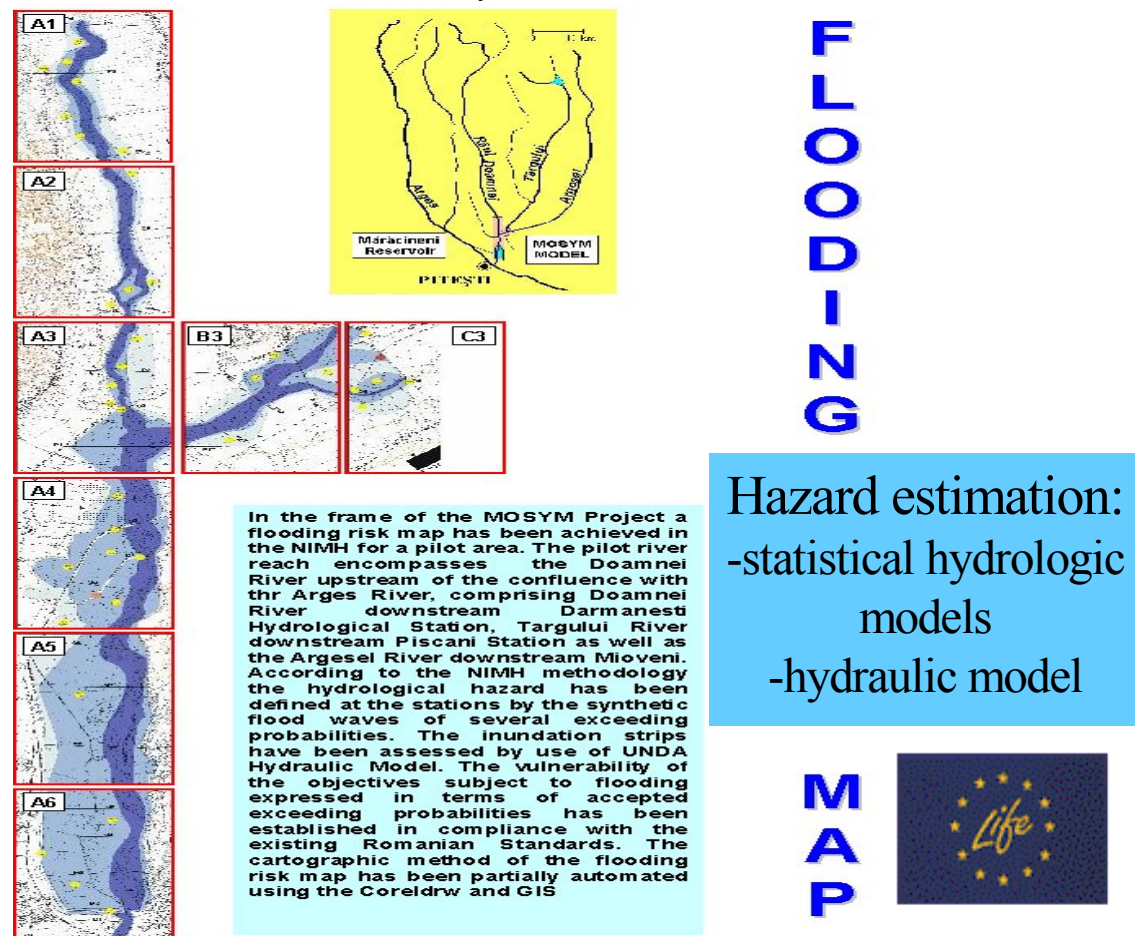 A1
A2
A3
B3
C3
A4
A5
A6
10 km
Arges
Râul Doamnei
Târgului
Argesel
Mărăcineni
Reservoir
MOSYM
MODEL
PITEŞTI
FLOODING
MAP
In the frame of the MOSYM Project a
flooding risk map has been achieved in
the NIMH for a pilot area. The pilot river
reach encompasses the Doamnei
River upstream of the confluence with
thr Arges River, comprising Doamnei
River downstream Darmanesti
Hydrological Station, Targului River
downstream Piscani Station as well as
the Argesel River downstream Mioveni.
According to the NIMH methodology
the hydrological hazard has been
defined at the stations by the synthetic
flood waves of several exceeding
probabilities. The inundation strips
have been assessed by use of UNDA
Hydraulic Model. The vulnerability of
the objectives subject to flooding
expressed in terms of accepted
exceeding probabilities has been
established in compliance with the
existing Romanian Standards. The
cartographic method of the flooding
risk map has been partially automated
using the Coreldrw and GIS
Hazard estimation:
-statistical hydrologic
models
-hydraulic model
Life